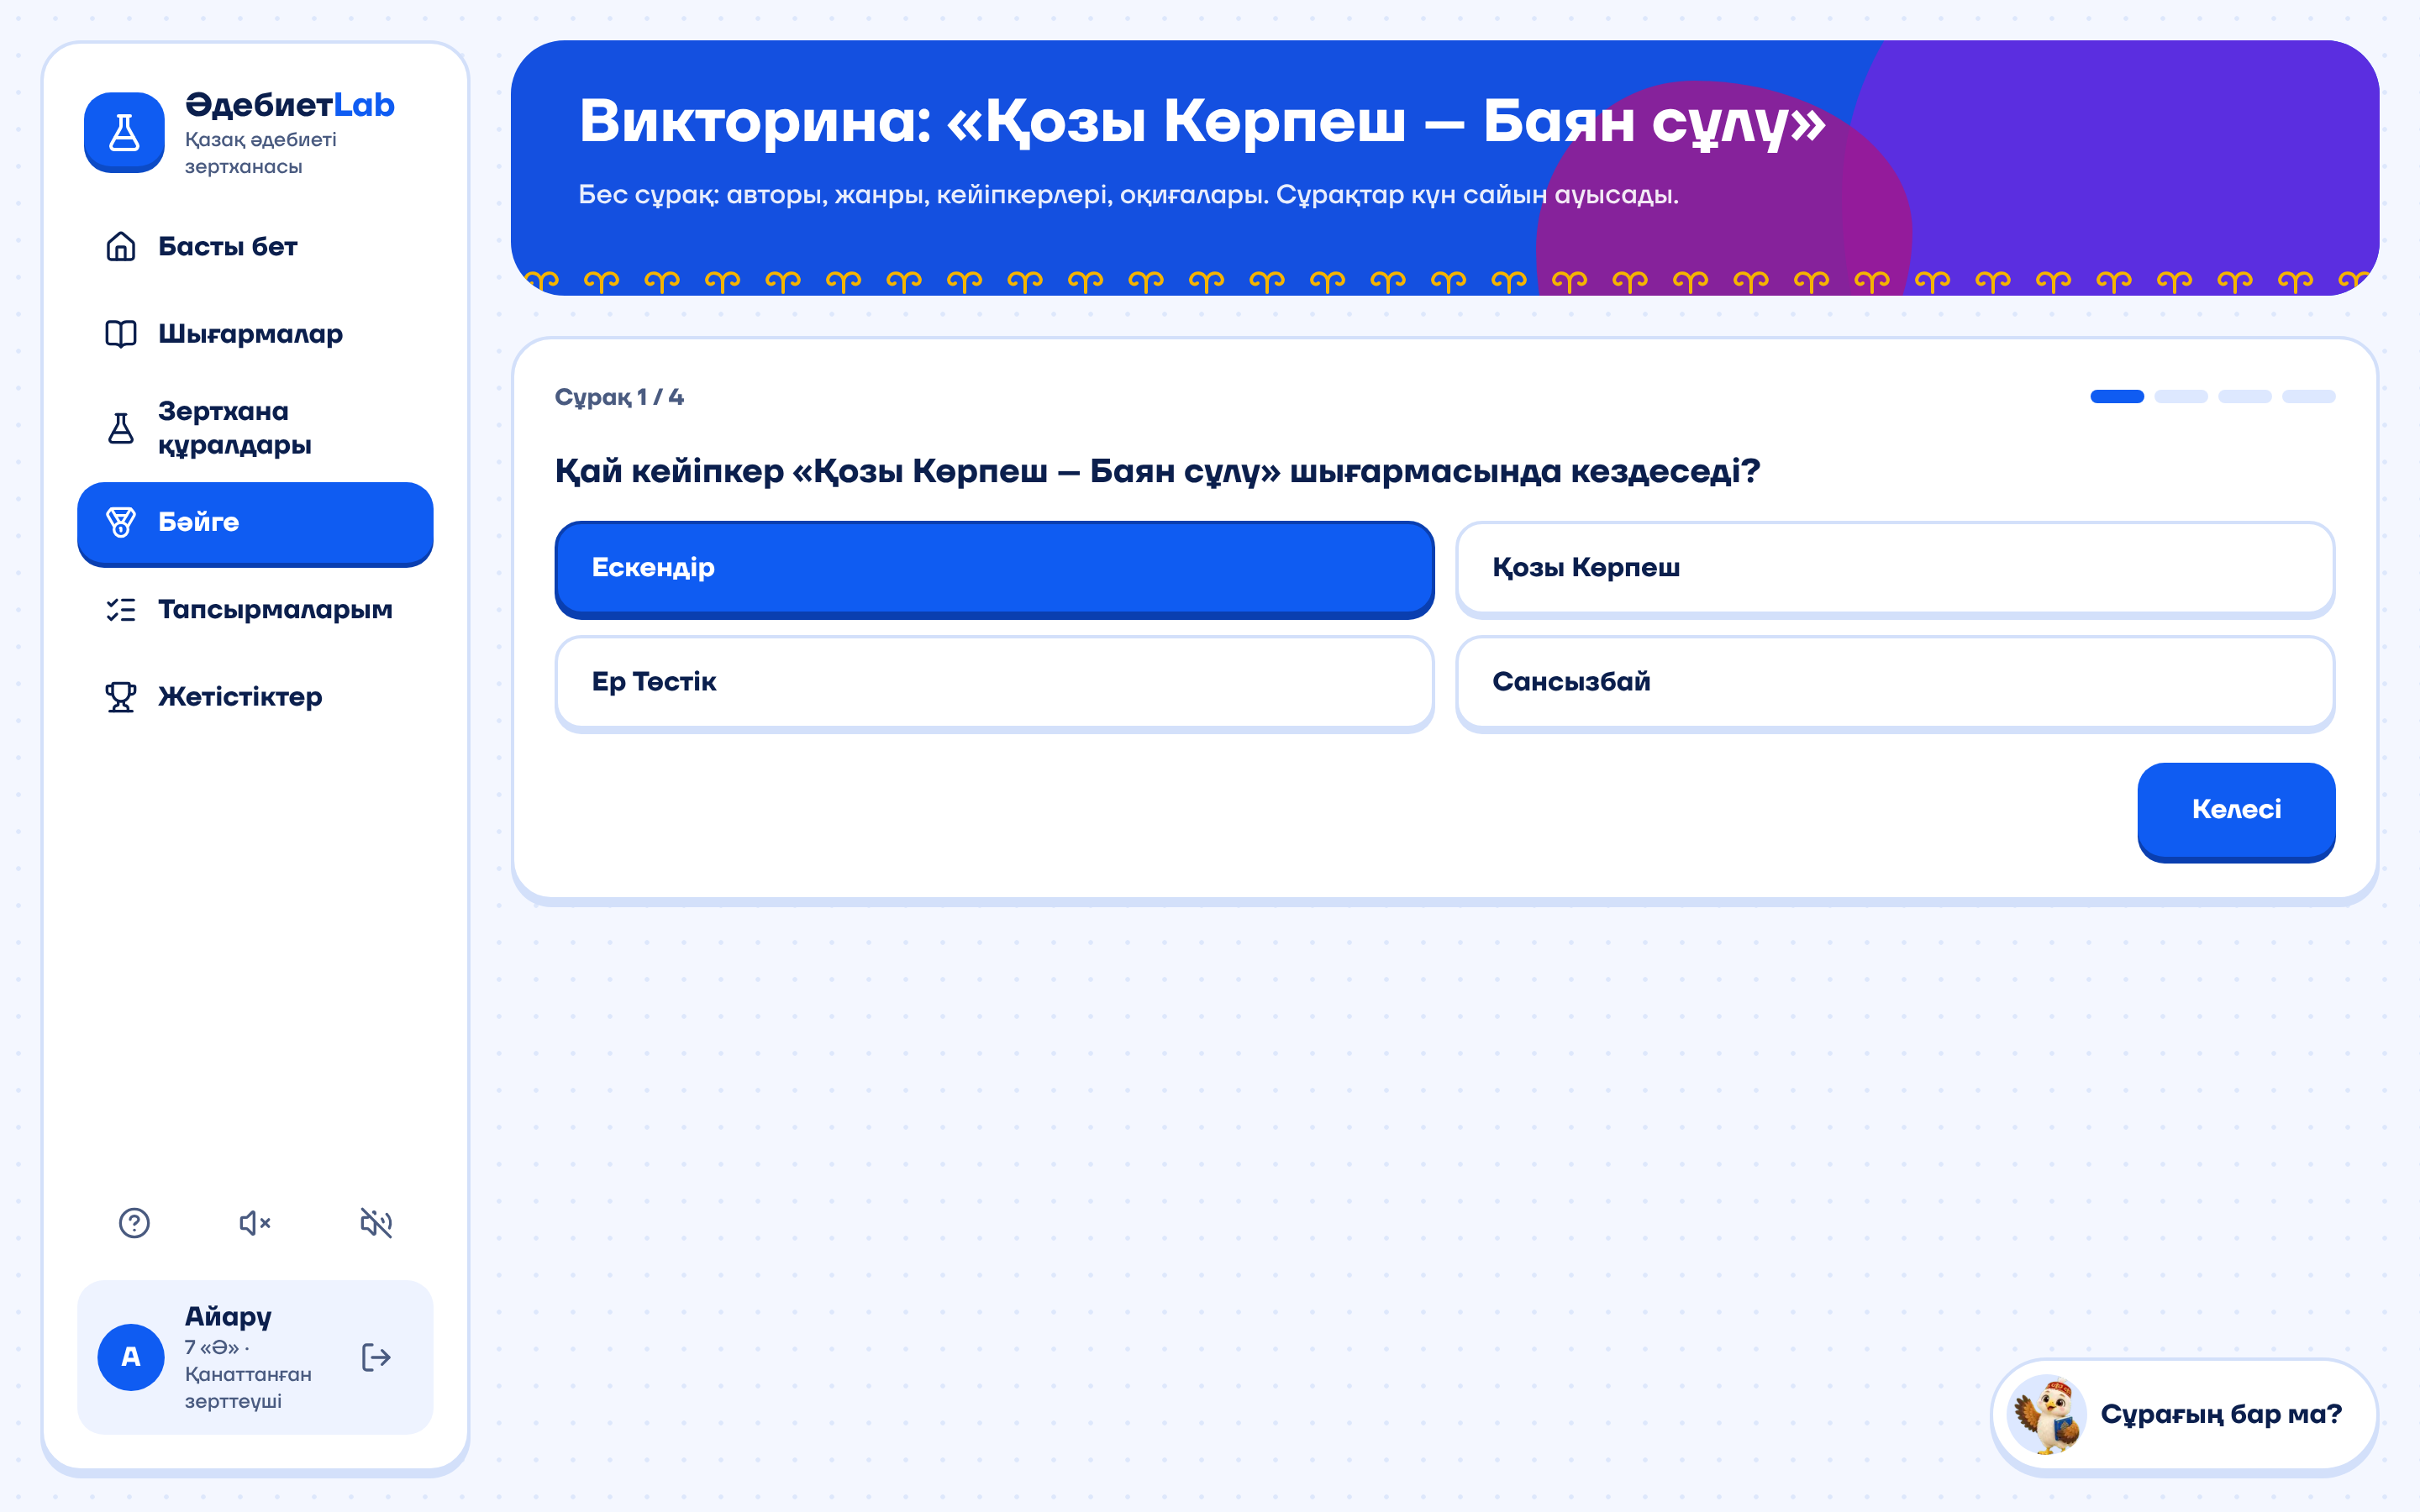 ӘдебиетLab
Қазақ әдебиеті
зертханасы
Басты бет
Шығармалар
Зертхана
құралдары
Бәйге
Тапсырмаларым
Жетістіктер
Айару
7 «Ә» ·
Қанаттанған
зерттеуші
А
Викторина: «Қозы Көрпеш – Баян сұлу»
Бес сұрақ: авторы, жанры, кейіпкерлері, оқиғалары. Сұрақтар күн сайын ауысады.
Сұрақ 1 / 4
Қай кейіпкер «Қозы Көрпеш – Баян сұлу» шығармасында кездеседі?
Ескендір
Қозы Көрпеш
Ер Төстік
Сансызбай
Келесі
Сұрағың бар ма?